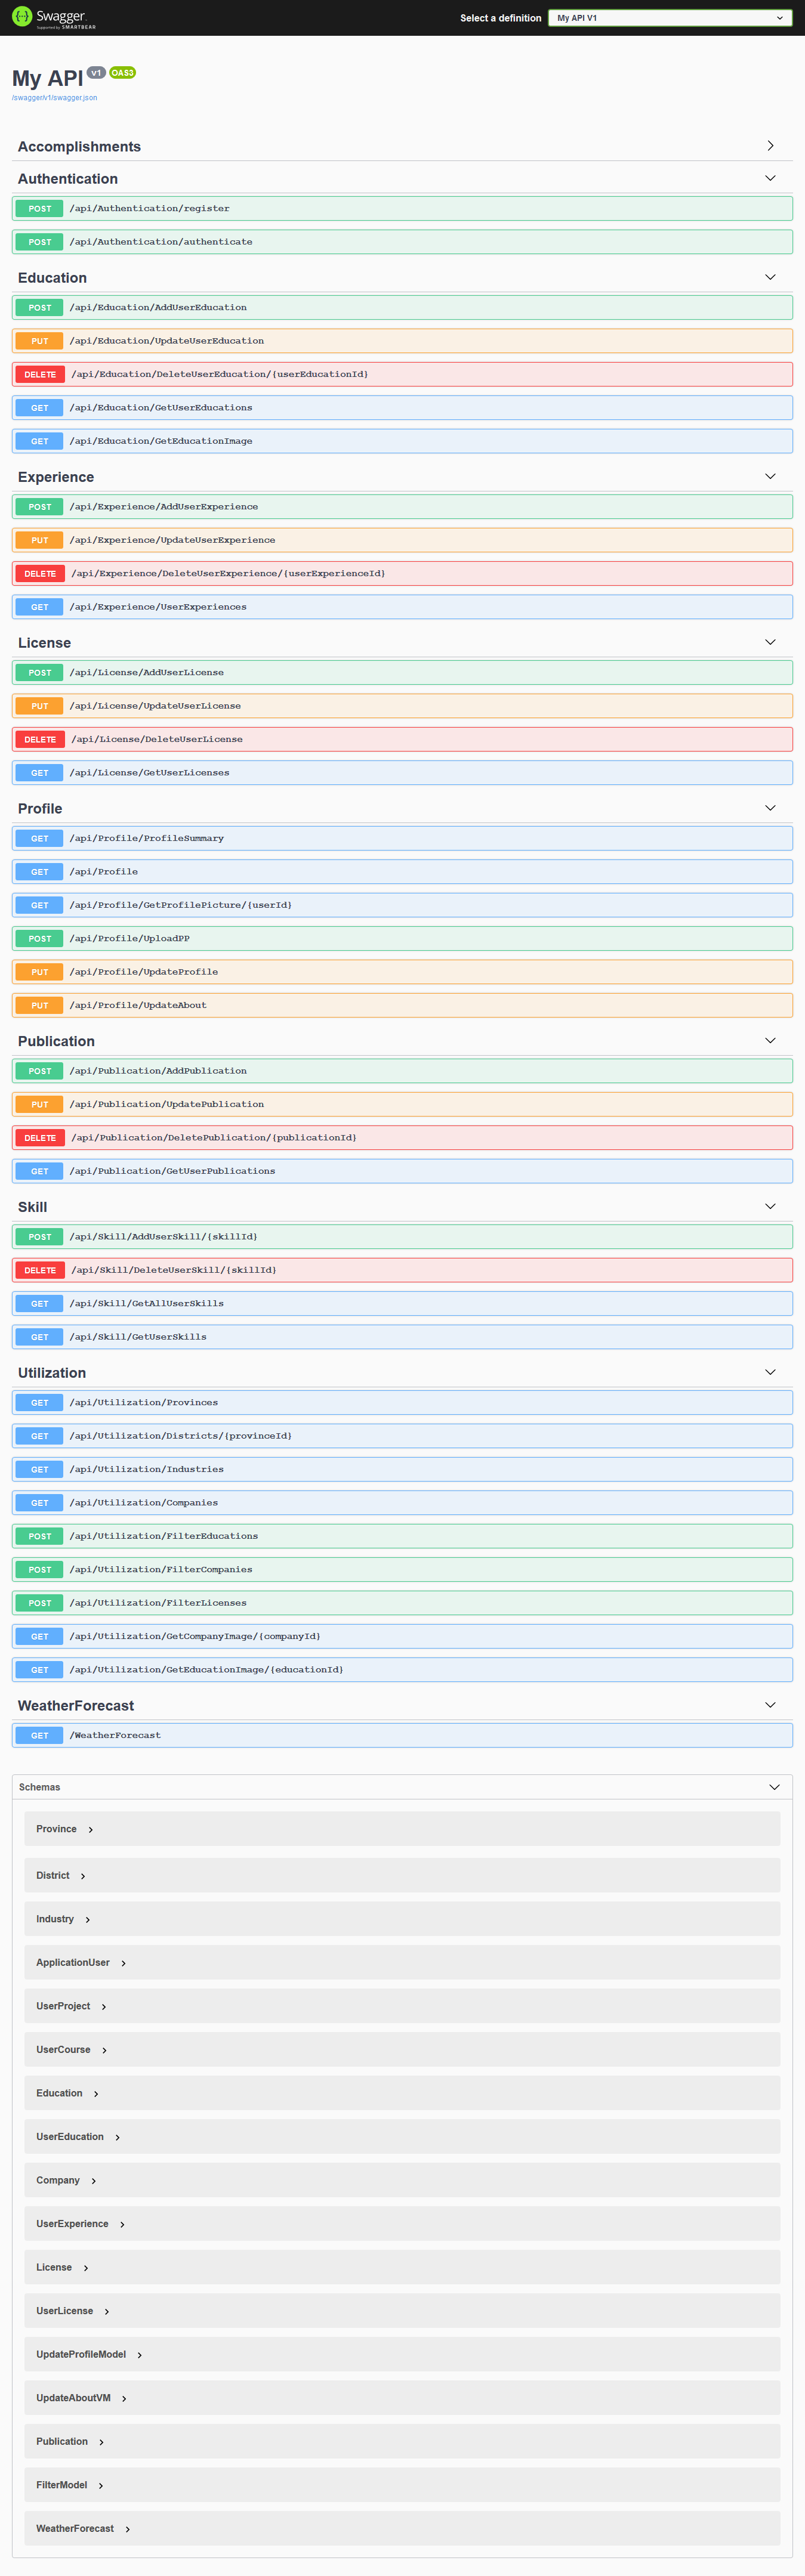 Swagger
Supported by SMARTBEAR
Select a definition
My API V1
My API v1 OAS3
/swagger/v1/swagger.json
Accomplishments
Authentication
POST /api/Authentication/register
POST /api/Authentication/authenticate
Education
POST /api/Education/AddUserEducation
PUT /api/Education/UpdateUserEducation
DELETE /api/Education/DeleteUserEducation/{userEducationId}
GET /api/Education/GetUserEducations
GET /api/Education/GetEducationImage
Experience
POST /api/Experience/AddUserExperience
PUT /api/Experience/UpdateUserExperience
DELETE /api/Experience/DeleteUserExperience/{userExperienceId}
GET /api/Experience/UserExperiences
License
POST /api/License/AddUserLicense
PUT /api/License/UpdateUserLicense
DELETE /api/License/DeleteUserLicense
GET /api/License/GetUserLicenses
Profile
GET /api/Profile/ProfileSummary
GET /api/Profile
GET /api/Profile/GetProfilePicture/{userId}
POST /api/Profile/UploadPP
PUT /api/Profile/UpdateProfile
PUT /api/Profile/UpdateAbout
Publication
POST /api/Publication/AddPublication
PUT /api/Publication/UpdatePublication
DELETE /api/Publication/DeletePublication/{publicationId}
GET /api/Publication/GetUserPublications
Skill
POST /api/Skill/AddUserSkill/{skillId}
DELETE /api/Skill/DeleteUserSkill/{skillId}
GET /api/Skill/GetAllUserSkills
GET /api/Skill/GetUserSkills
Utilization
GET /api/Utilization/Provinces
GET /api/Utilization/Districts/{provinceId}
GET /api/Utilization/Industries
GET /api/Utilization/Companies
POST /api/Utilization/FilterEducations
POST /api/Utilization/FilterCompanies
POST /api/Utilization/FilterLicenses
GET /api/Utilization/GetCompanyImage/{companyId}
GET /api/Utilization/GetEducationImage/{educationId}
WeatherForecast
GET /WeatherForecast
Schemas
Province
District
Industry
ApplicationUser
UserProject
UserCourse
Education
UserEducation
Company
UserExperience
License
UserLicense
UpdateProfileModel
UpdateAboutVM
Publication
FilterModel
WeatherForecast